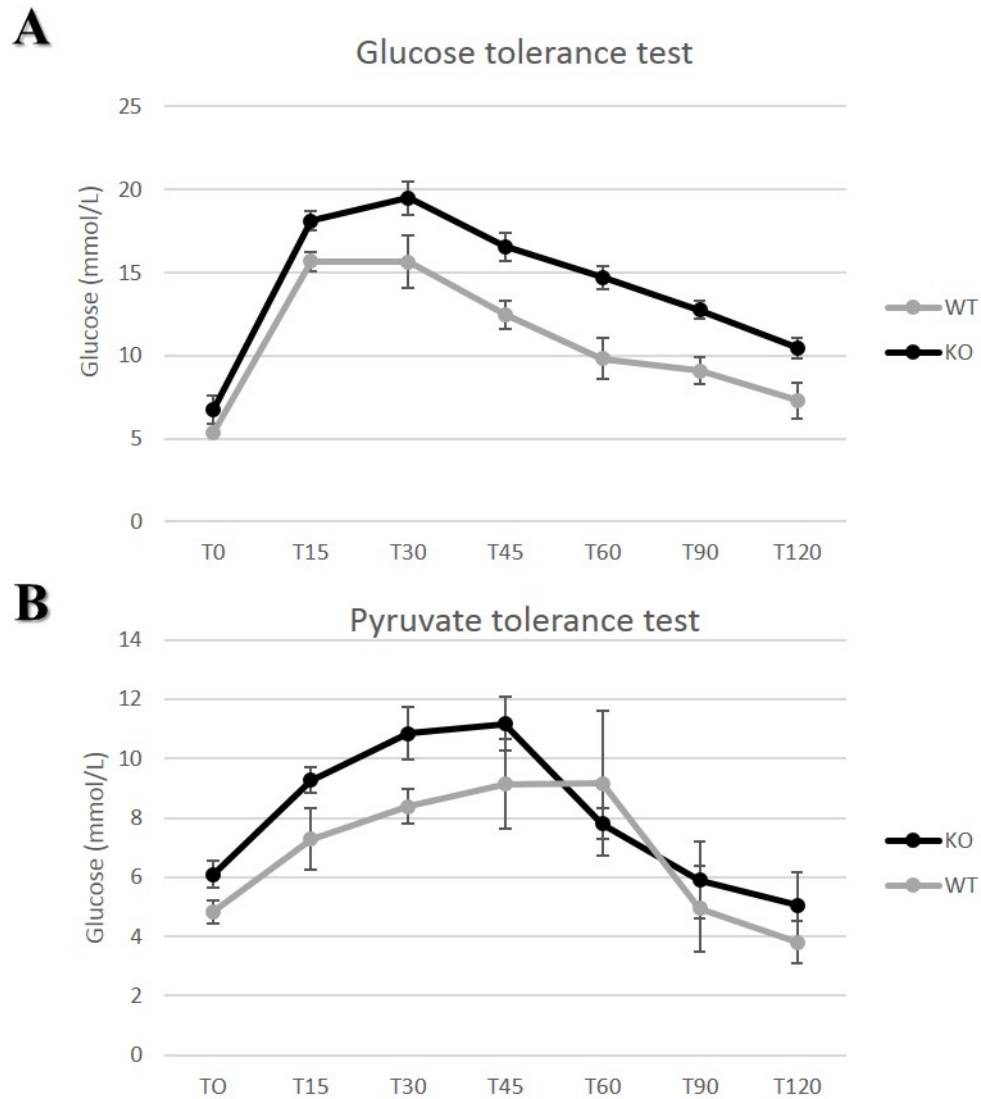 A
Glucose tolerance test
Glucose (mmol/L)
25
20
15
10
5
0
T0 T15 T30 T45 T60 T90 T120
WT
KO
B
Pyruvate tolerance test
Glucose (mmol/L)
14
12
10
8
6
4
2
0
TO T15 T30 T45 T60 T90 T120
KO
WT